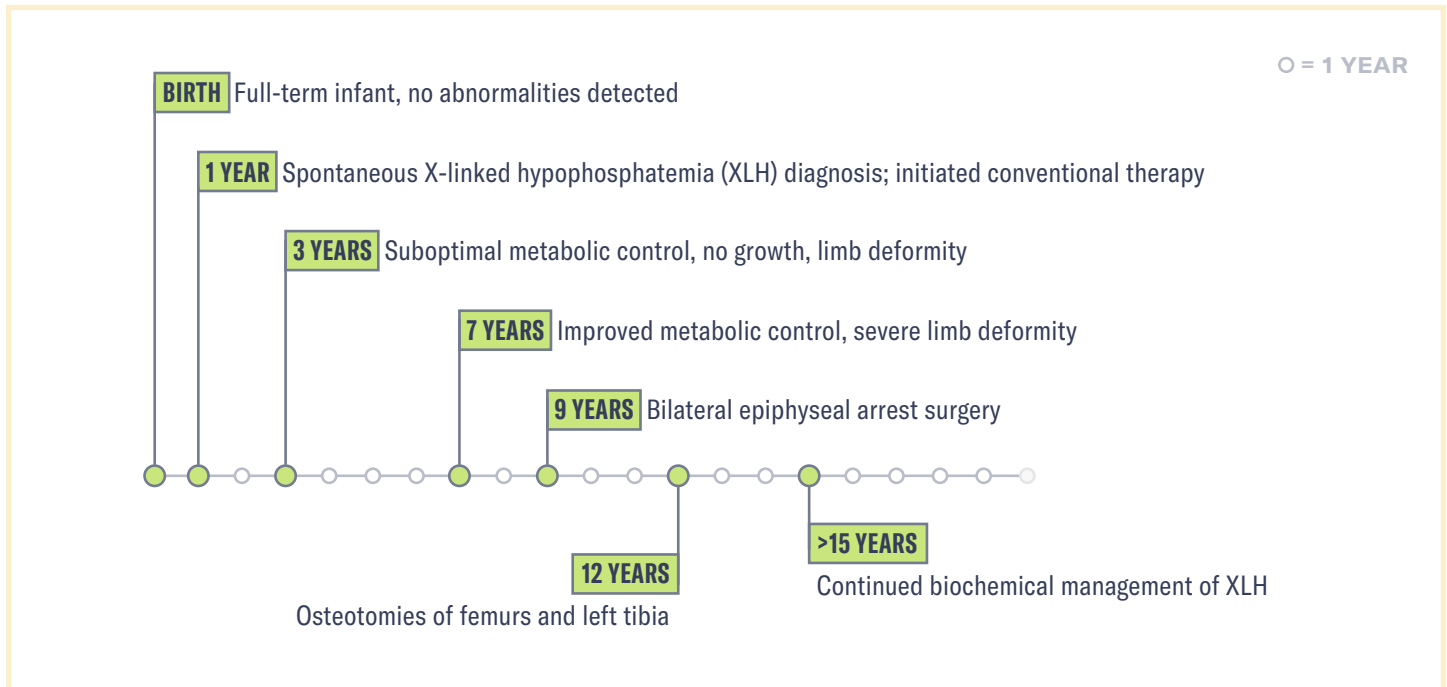 O = 1 YEAR
BIRTH Full-term infant, no abnormalities detected
1 YEAR Spontaneous X-linked hypophosphatemia (XLH) diagnosis; initiated conventional therapy
3 YEARS Suboptimal metabolic control, no growth, limb deformity
7 YEARS Improved metabolic control, severe limb deformity
9 YEARS Bilateral epiphyseal arrest surgery
12 YEARS
Osteotomies of femurs and left tibia
>15 YEARS
Continued biochemical management of XLH